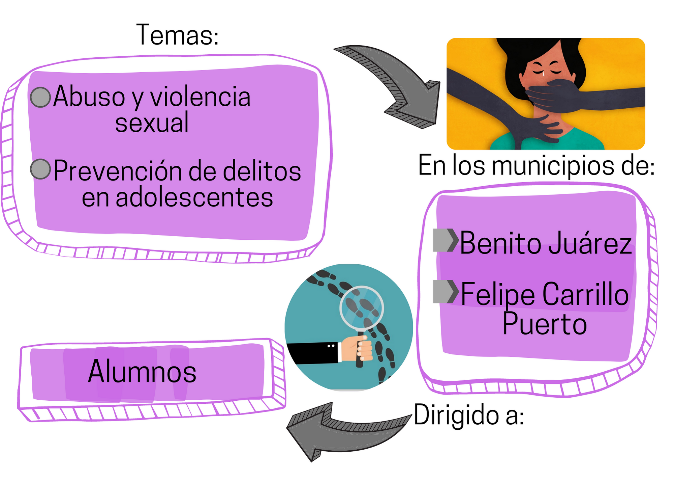 Temas:
Abuso y violencia
sexual
Prevención de delitos
en adolescentes
En los municipios de:
Benito Juárez
Felipe Carrillo
Puerto
Dirigido a:
Alumnos